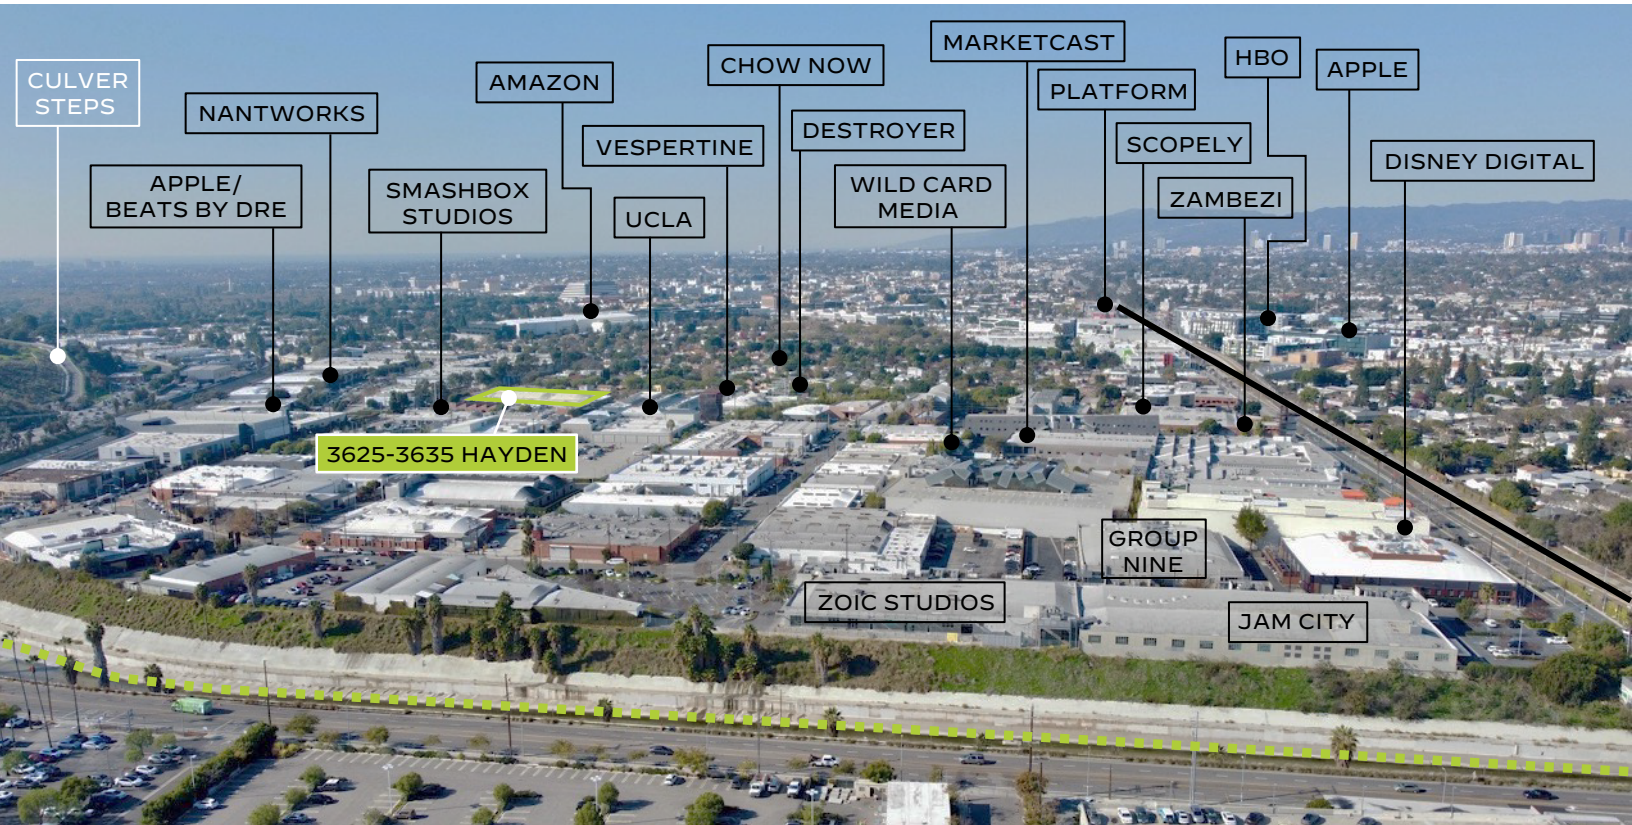 CULVER
STEPS
NANTWORKS
APPLE/
BEATS BY DRE
AMAZON
SMASHBOX
STUDIOS
VESPERTINE
UCLA
CHOW NOW
DESTROYER
WILD CARD
MEDIA
MARKETCAST
PLATFORM
SCOPELY
ZAMBEZI
HBO
APPLE
DISNEY DIGITAL
3625-3635 HAYDEN
GROUP
NINE
ZOIC STUDIOS
JAM CITY